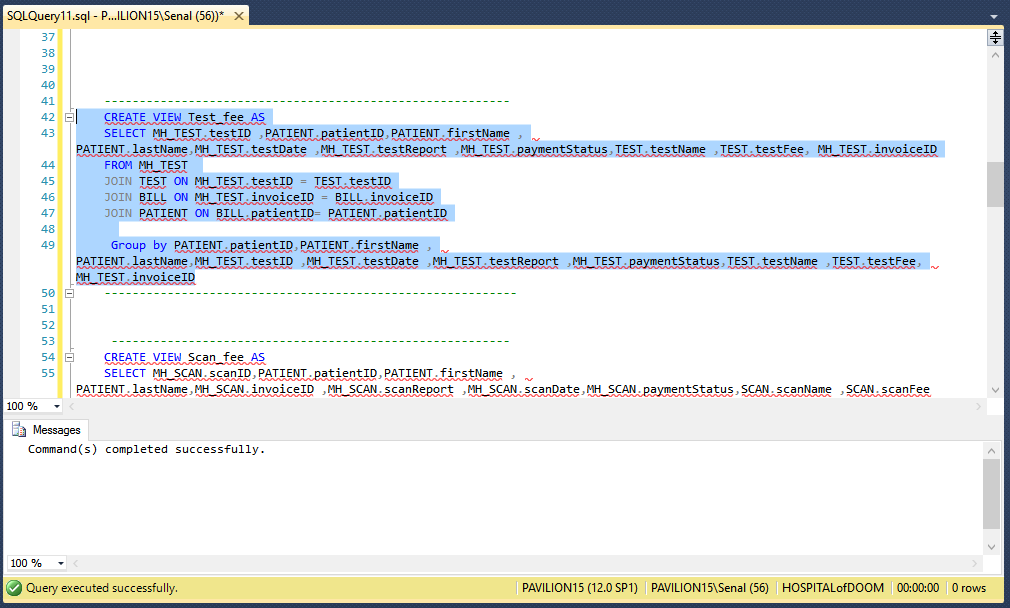 SQLQuery11.sql - P...ILION15\Senal (56))* ✕
37
38
39
40
41 ----------------------------------------------------------
42 CREATE VIEW Test_fee AS
43 SELECT MH_TEST.testID ,PATIENT.patientID,PATIENT.firstName ,
PATIENT.lastName,MH_TEST.testDate ,MH_TEST.testReport ,MH_TEST.paymentStatus,TEST.testName ,TEST.testFee, MH_TEST.invoiceID
44 FROM MH_TEST
45 JOIN TEST ON MH_TEST.testID = TEST.testID
46 JOIN BILL ON MH_TEST.invoiceID = BILL.invoiceID
47 JOIN PATIENT ON BILL.patientID= PATIENT.patientID
48
49 Group by PATIENT.patientID,PATIENT.firstName ,
PATIENT.lastName,MH_TEST.testID ,MH_TEST.testDate ,MH_TEST.testReport ,MH_TEST.paymentStatus,TEST.testName ,TEST.testFee,
MH_TEST.invoiceID
50 ----------------------------------------------------------
51
52
53 ---------------------------------------------------------
54 CREATE VIEW Scan_fee AS
55 SELECT MH_SCAN.scanID,PATIENT.patientID,PATIENT.firstName ,
PATIENT.lastName,MH_SCAN.invoiceID ,MH_SCAN.scanReport ,MH_SCAN.scanDate,MH_SCAN.paymentStatus,SCAN.scanName ,SCAN.scanFee
100 %
Messages
Command(s) completed successfully.
100 %
Query executed successfully. PAVILION15 (12.0 SP1) PAVILION15\Senal (56) HOSPITALofDOOM 00:00:00 0 rows